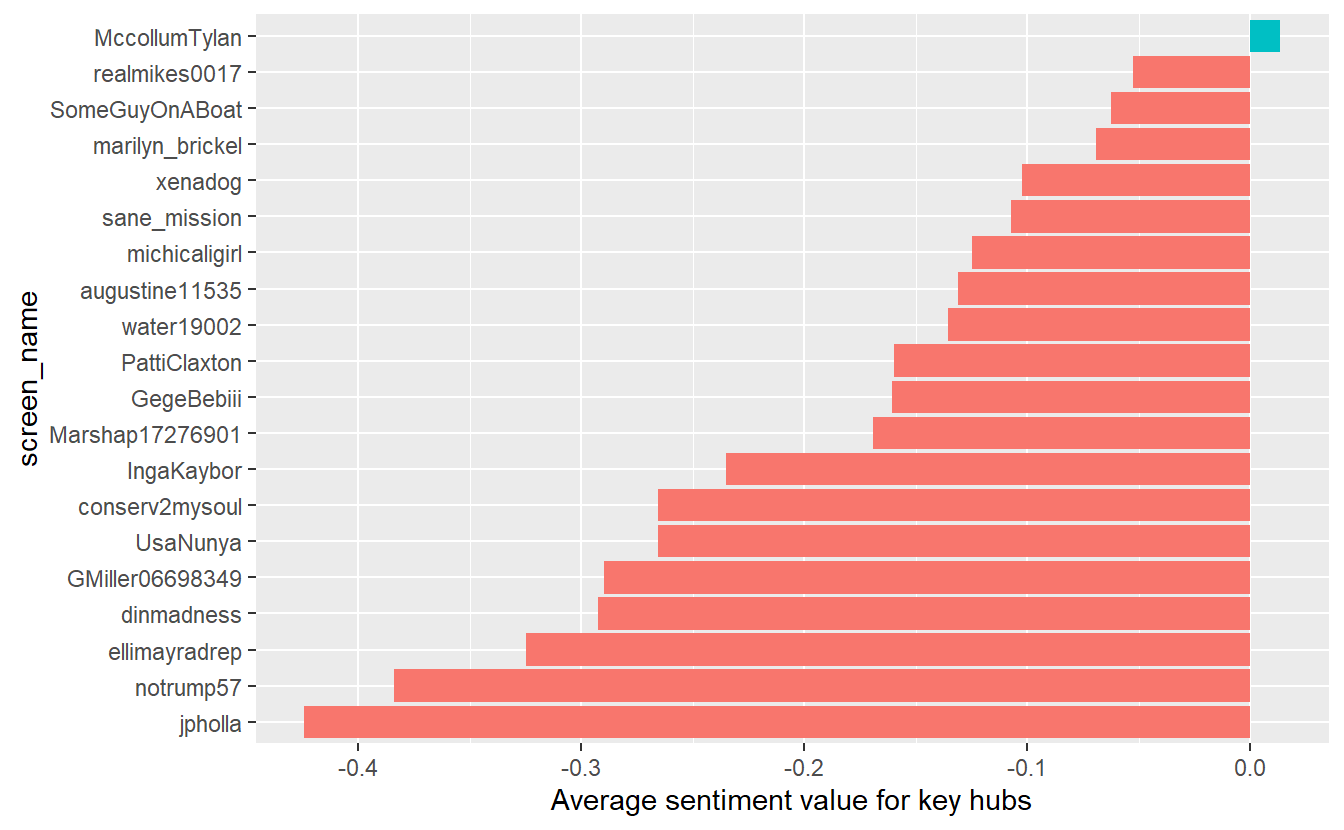 MccollumTylan
realmikes0017
SomeGuyOnABoat
marilyn_brickel
xenadog
sane_mission
michicaligirl
augustine11535
water19002
PattiClaxton
GegeBebiii
Marshap17276901
IngaKaybor
conserv2mysoul
UsaNunya
GMiller06698349
dinmadness
ellimayradrep
notrump57
jpholla
screen_name
-0.4 -0.3 -0.2 -0.1 0.0
Average sentiment value for key hubs